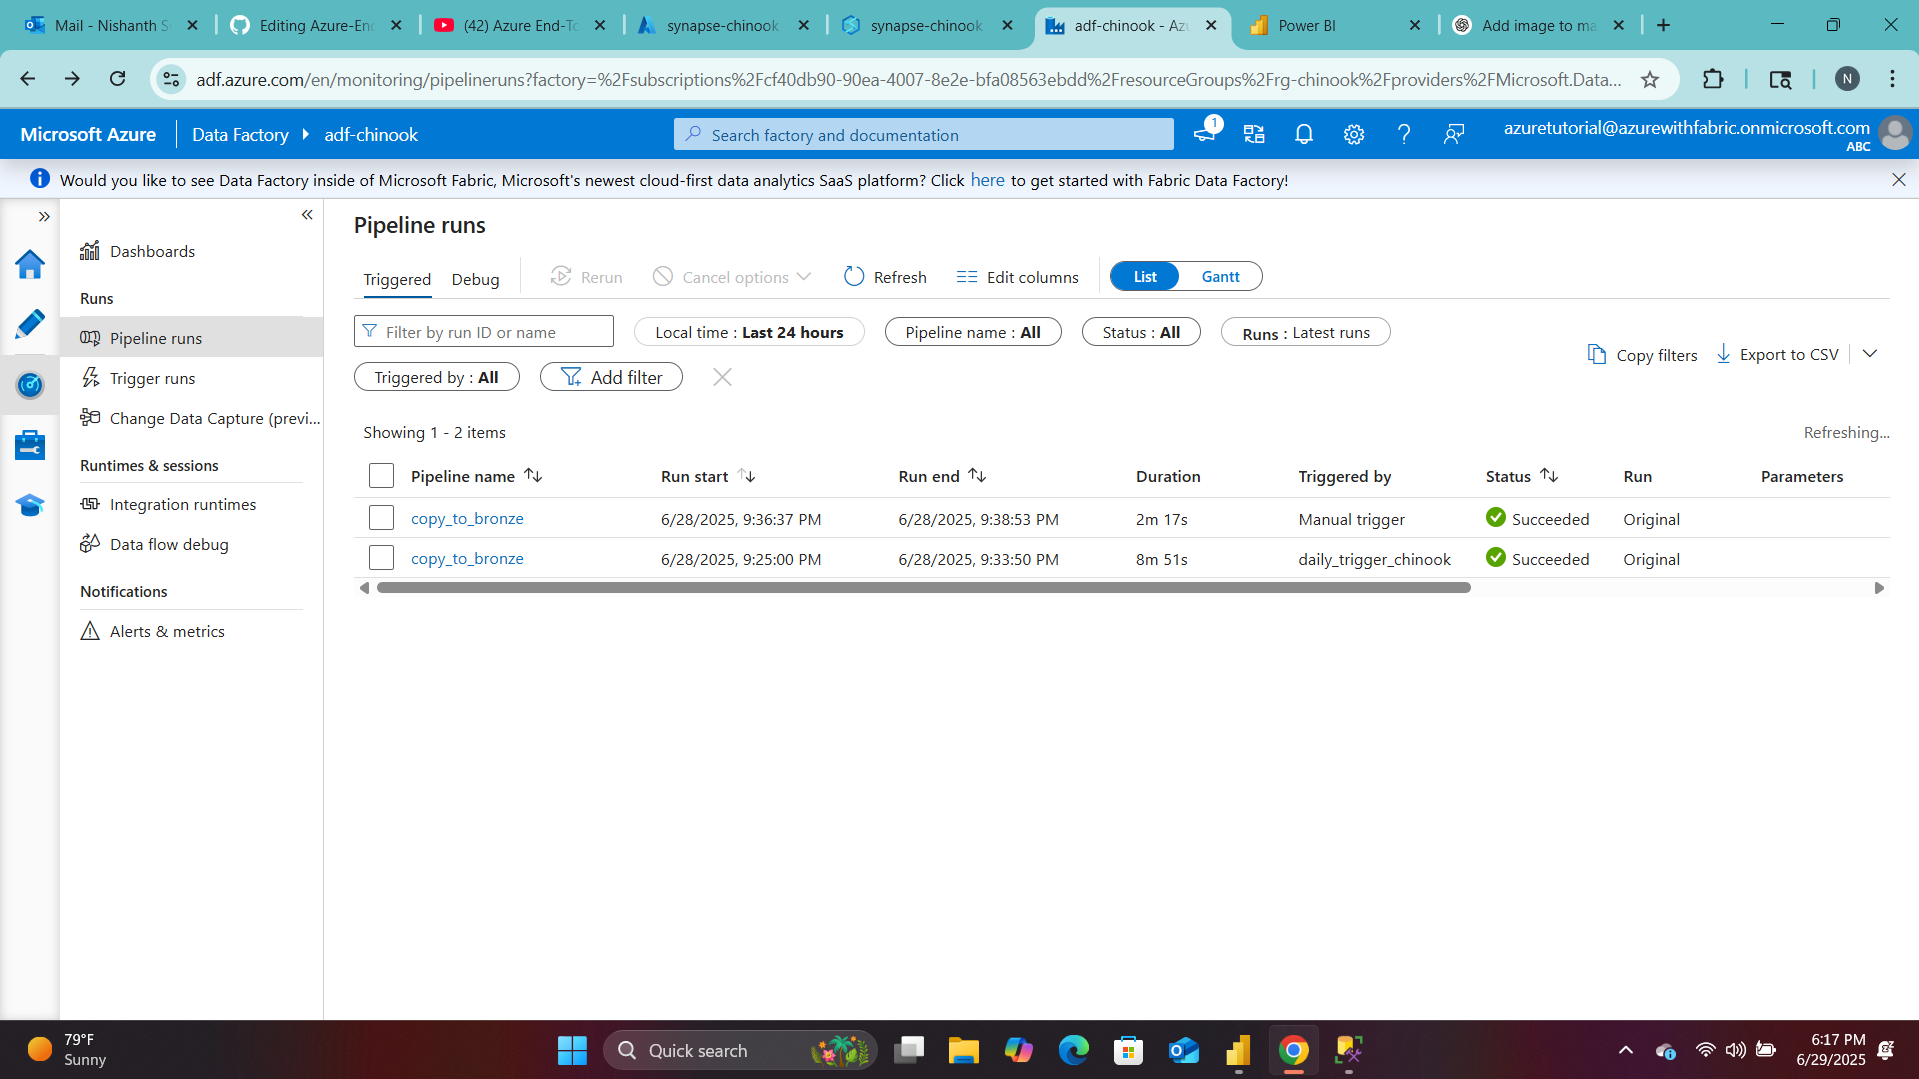 Mail - Nishanth S
Editing Azure-End
(42) Azure End-To
synapse-chinook
synapse-chinook
adf-chinook - Azu
Power BI
Add image to ma
adf.azure.com/en/monitoring/pipelineruns?factory=%2Fsubscriptions%2Fcf40db90-90ea-4007-8e2e-bfa08563ebdd%2FresourceGroups%2Frg-chinook%2Fproviders%2FMicrosoft.Data...
N
Microsoft Azure
Data Factory
adf-chinook
Search factory and documentation
1
azuretutorial@azurewithfabric.onmicrosoft.com
ABC
Would you like to see Data Factory inside of Microsoft Fabric, Microsoft's newest cloud-first data analytics SaaS platform? Click here to get started with Fabric Data Factory!
Dashboards
Runs
Pipeline runs
Trigger runs
Change Data Capture (previ...
Runtimes & sessions
Integration runtimes
Data flow debug
Notifications
Alerts & metrics
Pipeline runs
Triggered
Debug
Rerun
Cancel options
Refresh
Edit columns
List
Gantt
Filter by run ID or name
Local time : Last 24 hours
Pipeline name : All
Status : All
Runs : Latest runs
Triggered by : All
Add filter
Copy filters
Export to CSV
Showing 1 - 2 items
Refreshing...
Pipeline name Run start Run end Duration Triggered by Status Run Parameters
copy_to_bronze 6/28/2025, 9:36:37 PM 6/28/2025, 9:38:53 PM 2m 17s Manual trigger Succeeded Original
copy_to_bronze 6/28/2025, 9:25:00 PM 6/28/2025, 9:33:50 PM 8m 51s daily_trigger_chinook Succeeded Original
79°F
Sunny
Quick search
6:17 PM
6/29/2025